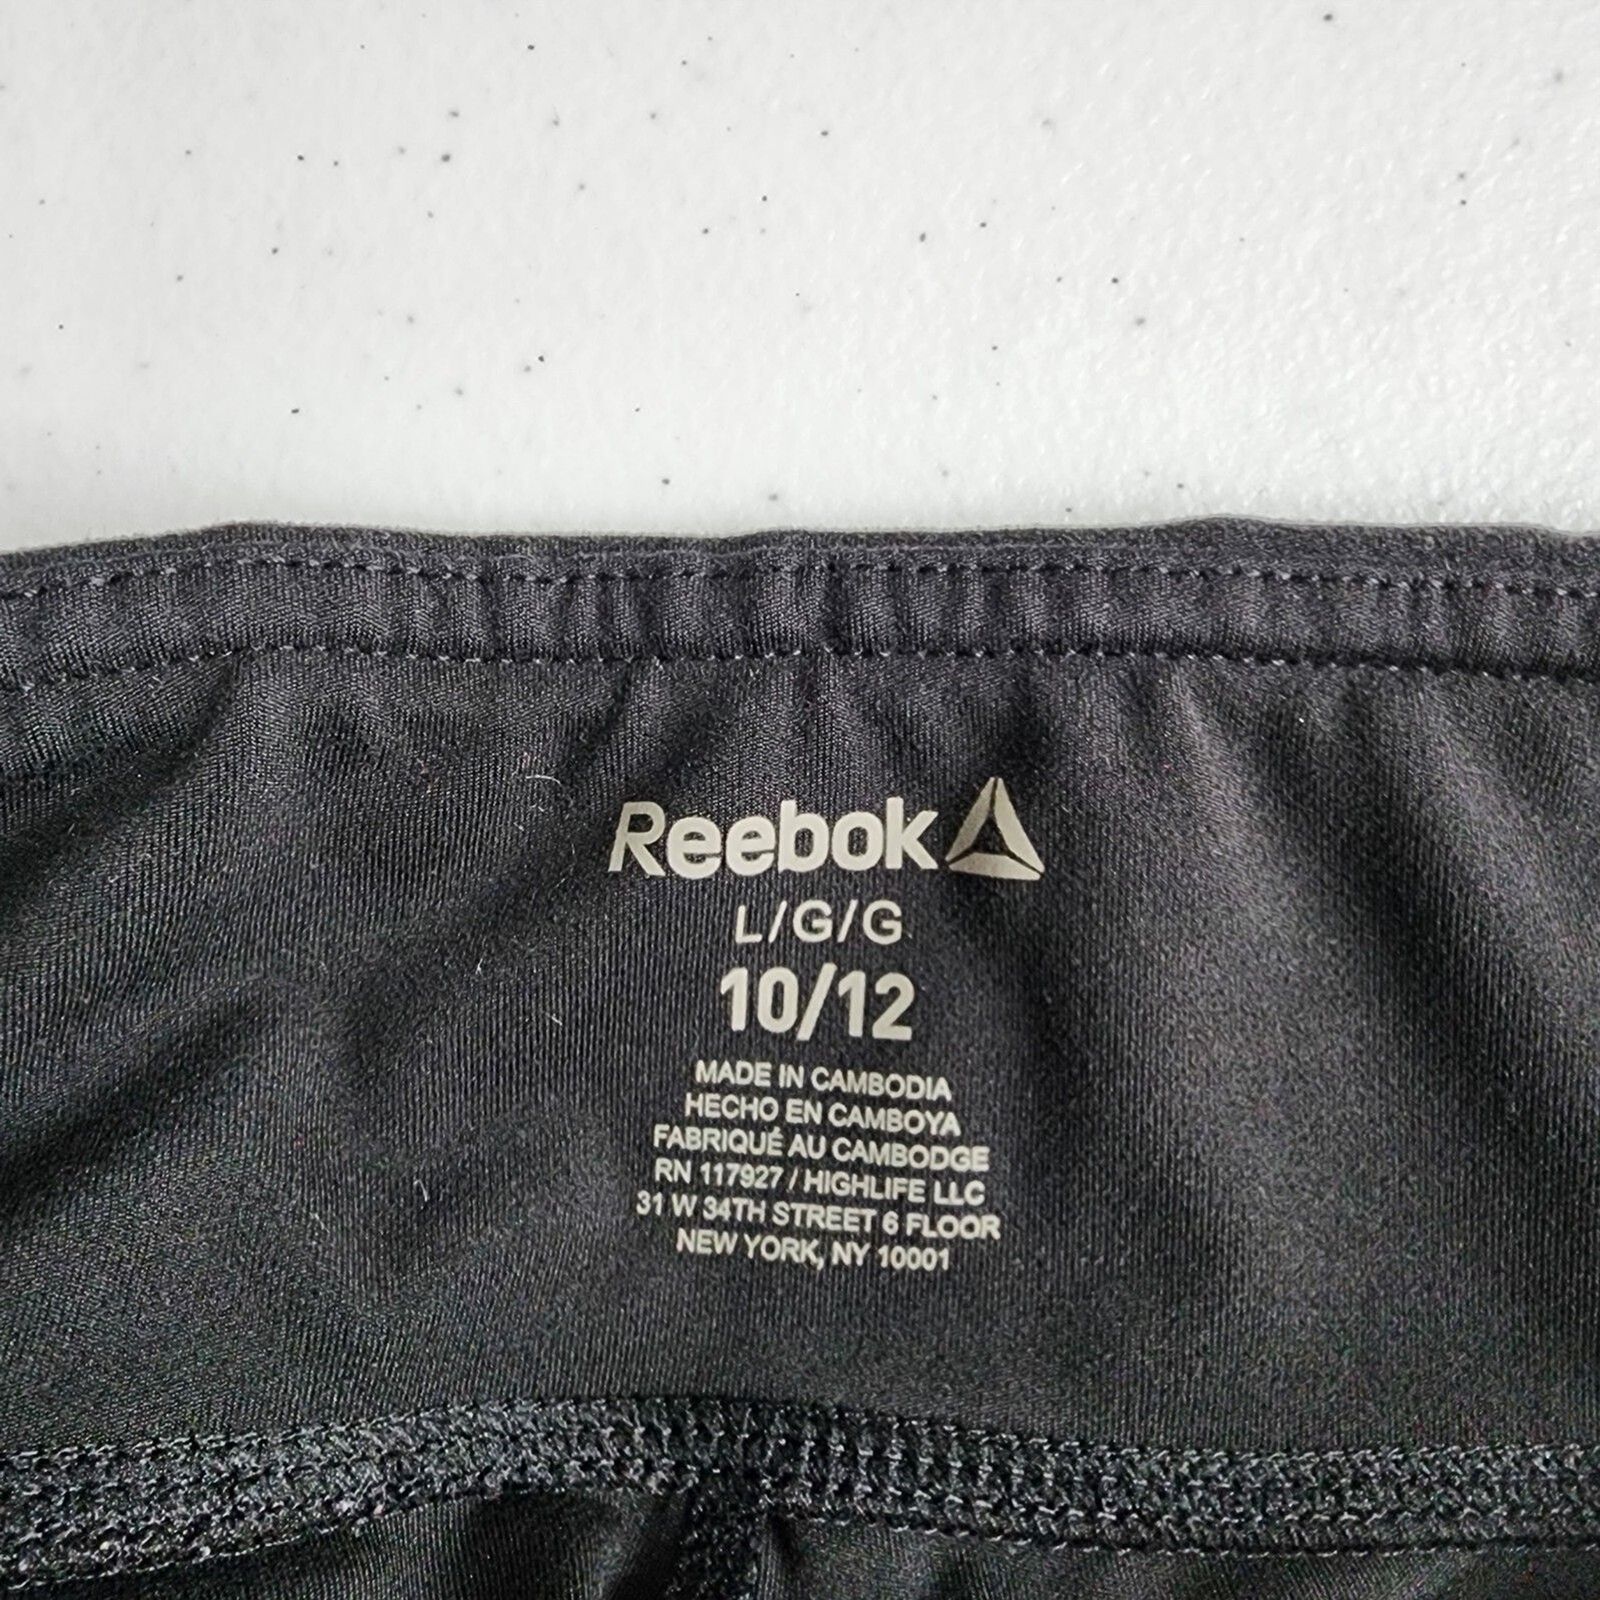 Reebok
L/G/G
10/12
MADE IN CAMBODIA
HECHO EN CAMBOYA
FABRIQUÉ AU CAMBODGE
RN 117927 / HIGHLIFE LLC
31 W 34TH STREET 6 FLOOR
NEW YORK, NY 10001